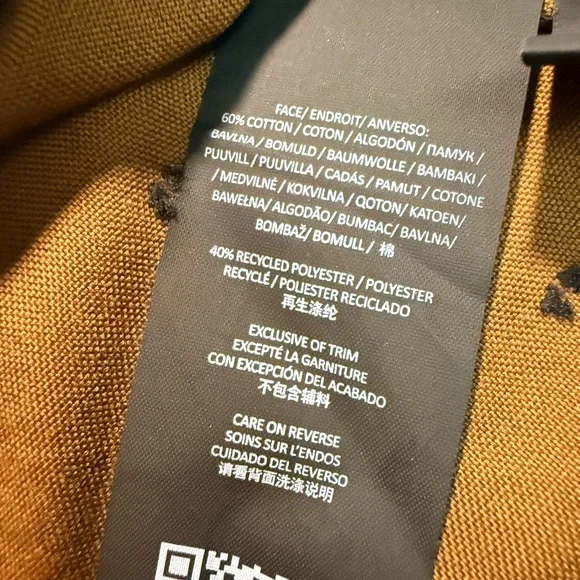 FACE/ ENDROIT/ ANVERSO:
60% COTTON / COTON / ALGODÓN / ПАМУК /
BAVLNA / BOMULD / BAUMWOLLE / BAMBAKI /
PUUVILL / PUUVILLA / CADÁS / PAMUT / COTONE
/ MEDVILNĖ / KOKVILNA / QOTON/ KATOEN/
BAWEŁNA/ ALGODÃO/ BUMBAC/ BAVLNA/
BOMBAŽ/ BOMULL/ 棉
40% RECYCLED POLYESTER / POLYESTER
RECYCLÉ / POLIESTER RECICLADO
再生涤纶
EXCLUSIVE OF TRIM
EXCEPTÉ LA GARNITURE
CON EXCEPCIÓN DEL ACABADO
不包含辅料
CARE ON REVERSE
SOINS SUR L'ENDOS
CUIDADO DEL REVERSO
请看背面洗涤说明